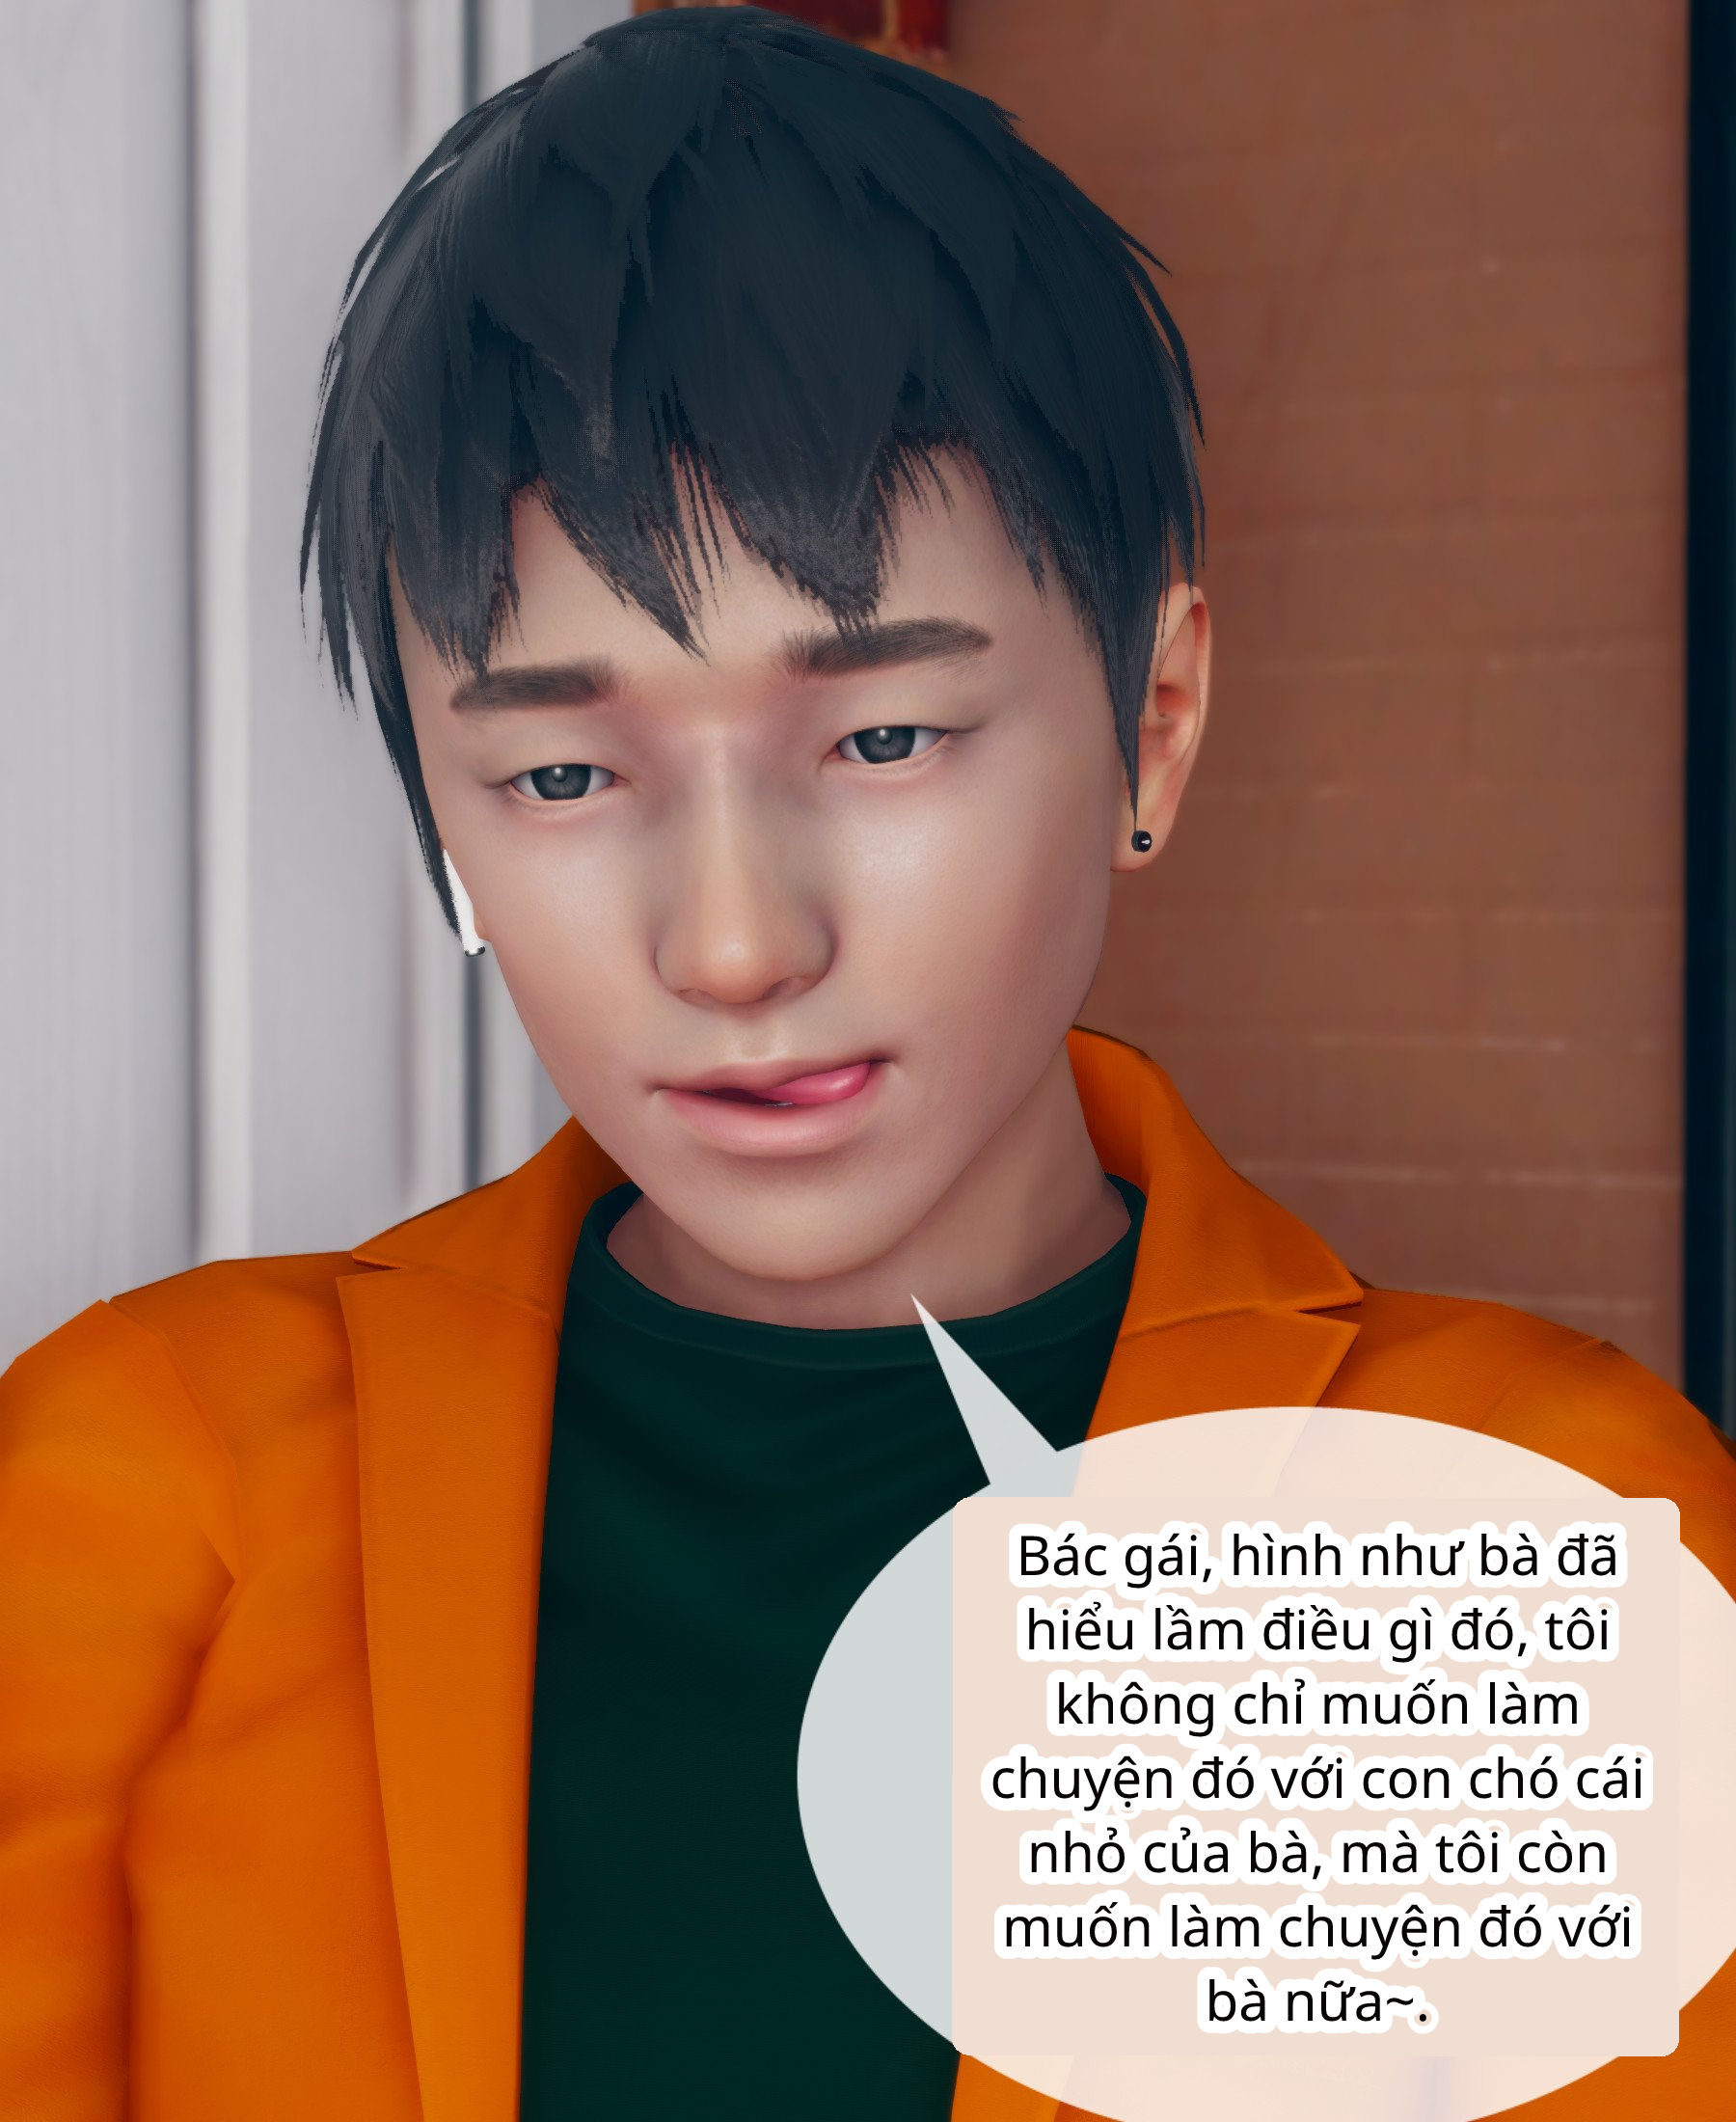 Bác gái, hình như bà đã
hiểu lầm điều gì đó, tôi
không chỉ muốn làm
chuyện đó với con chó cái
nhỏ của bà, mà tôi còn
muốn làm chuyện đó với
bà nữa~.